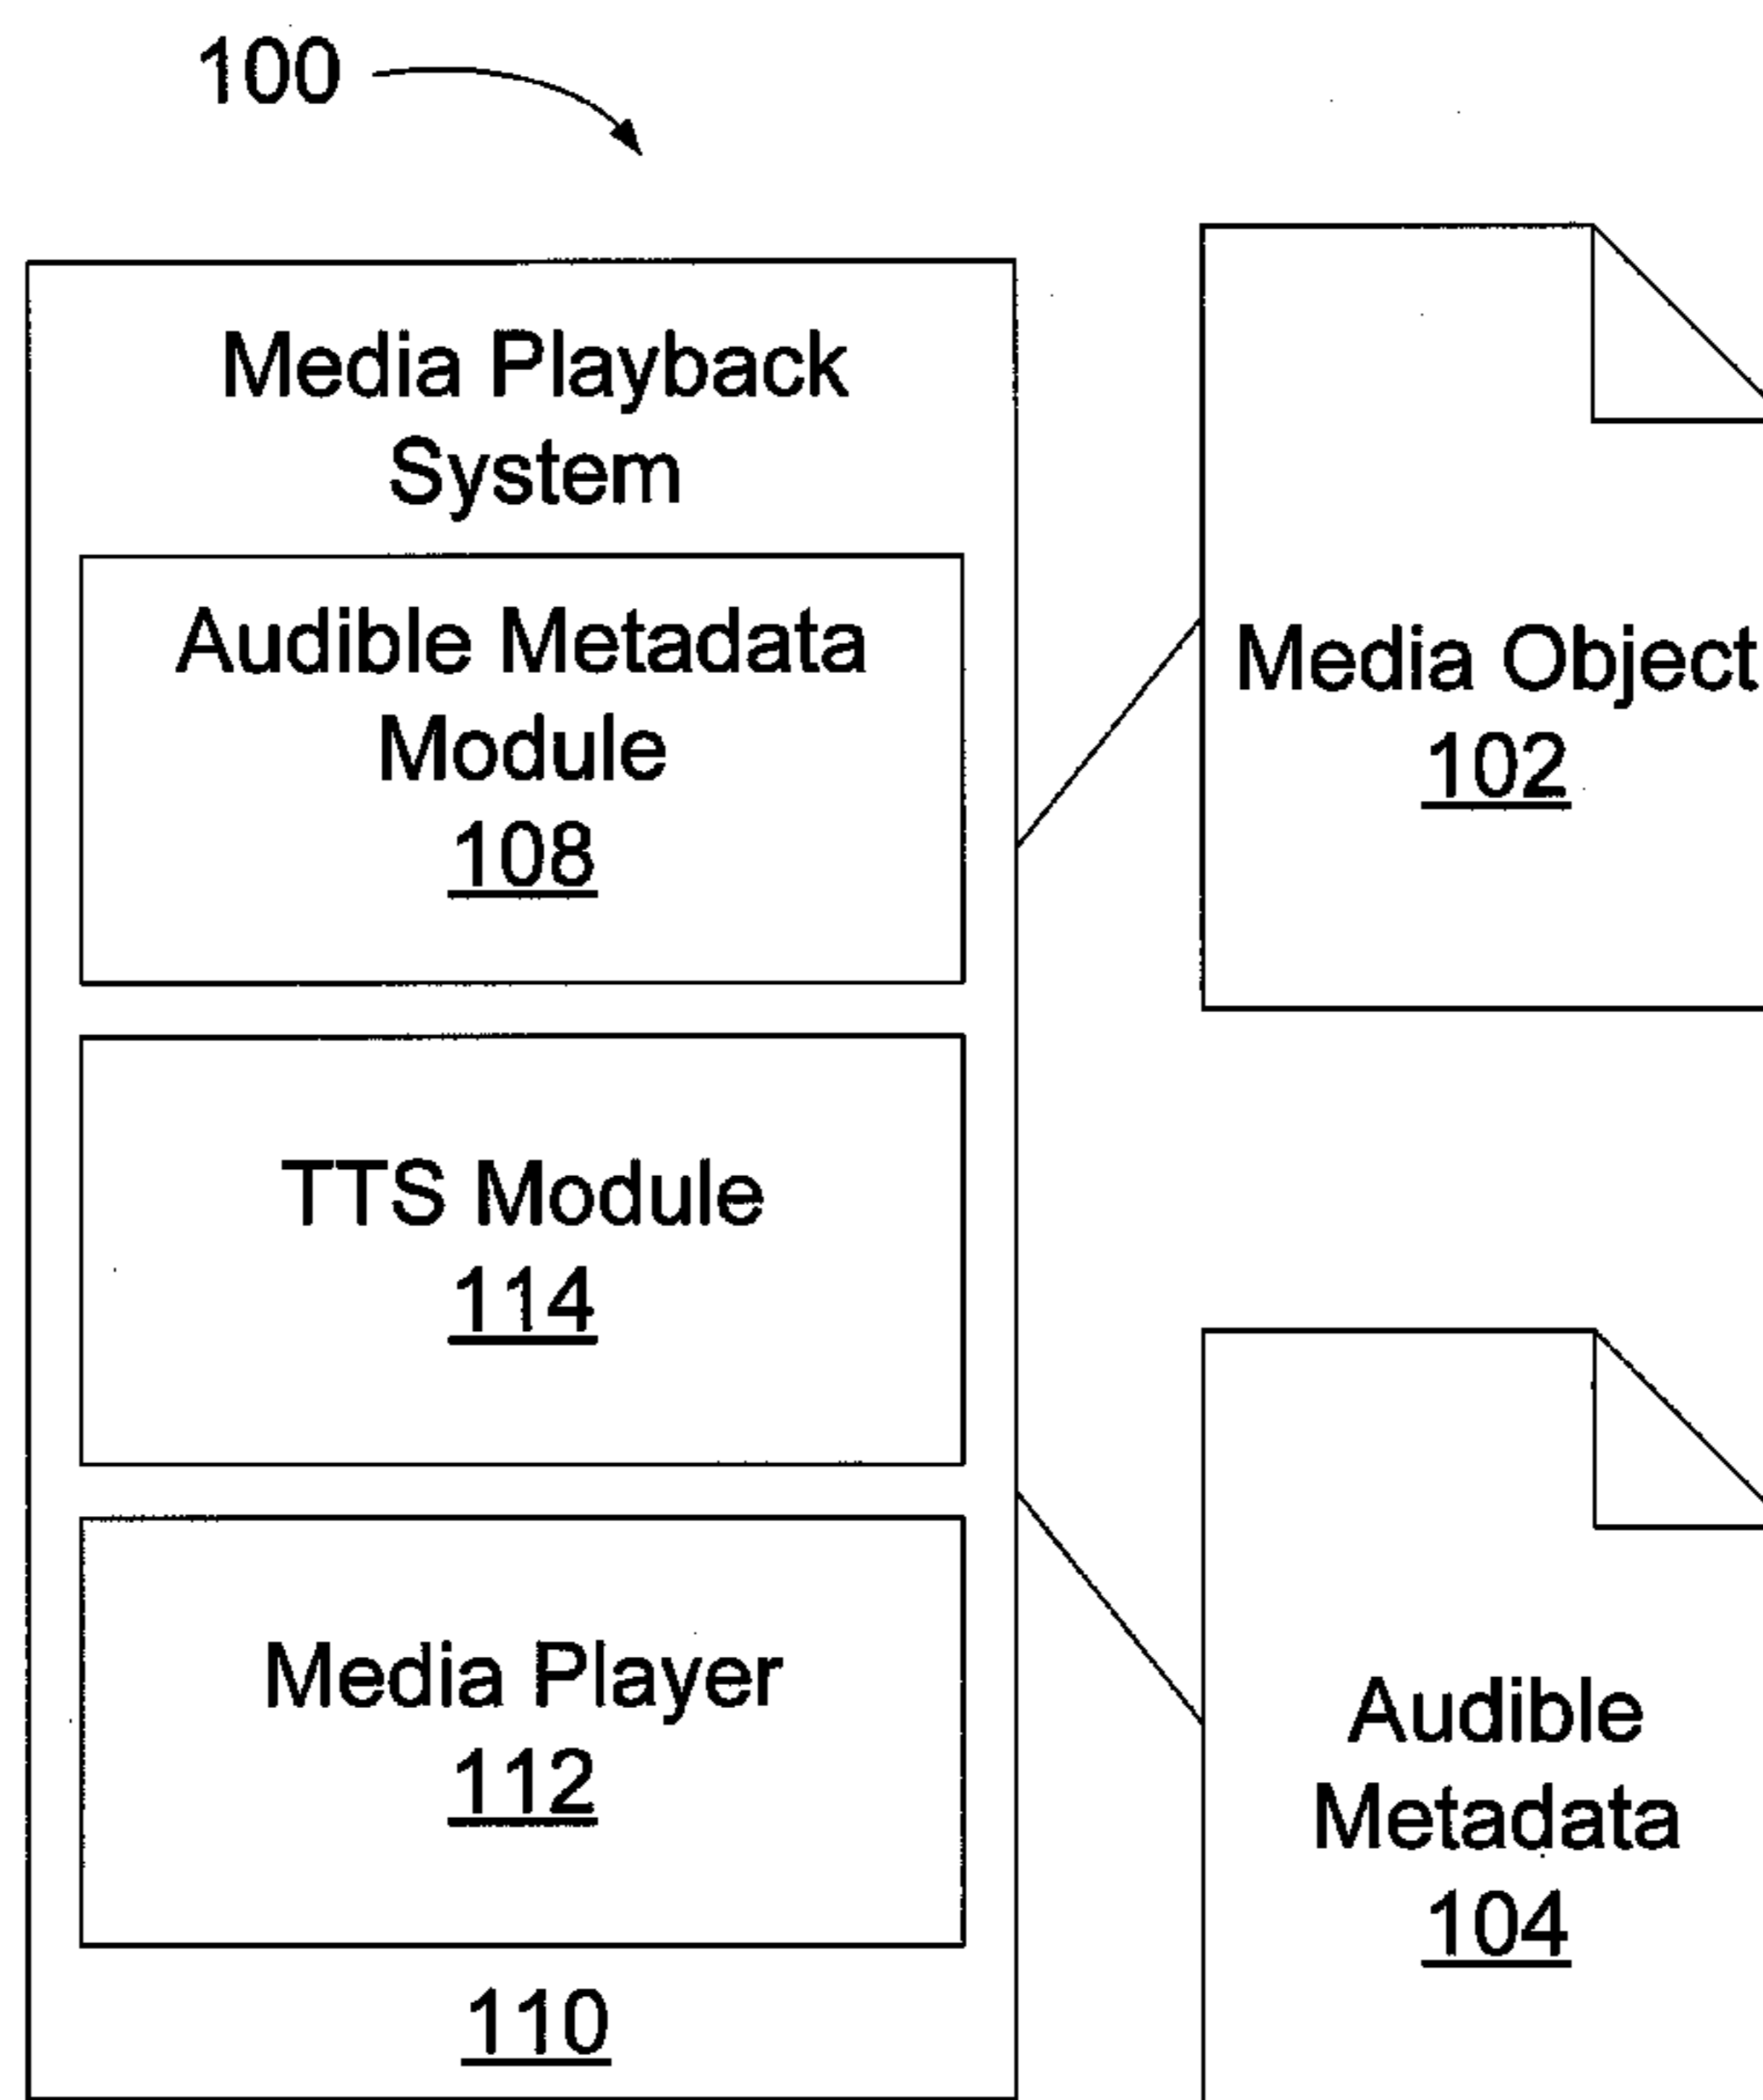 100
Media Playback
System
Audible Metadata
Module
108
TTS Module
114
Media Player
112
110
Media Object
102
Audible
Metadata
104